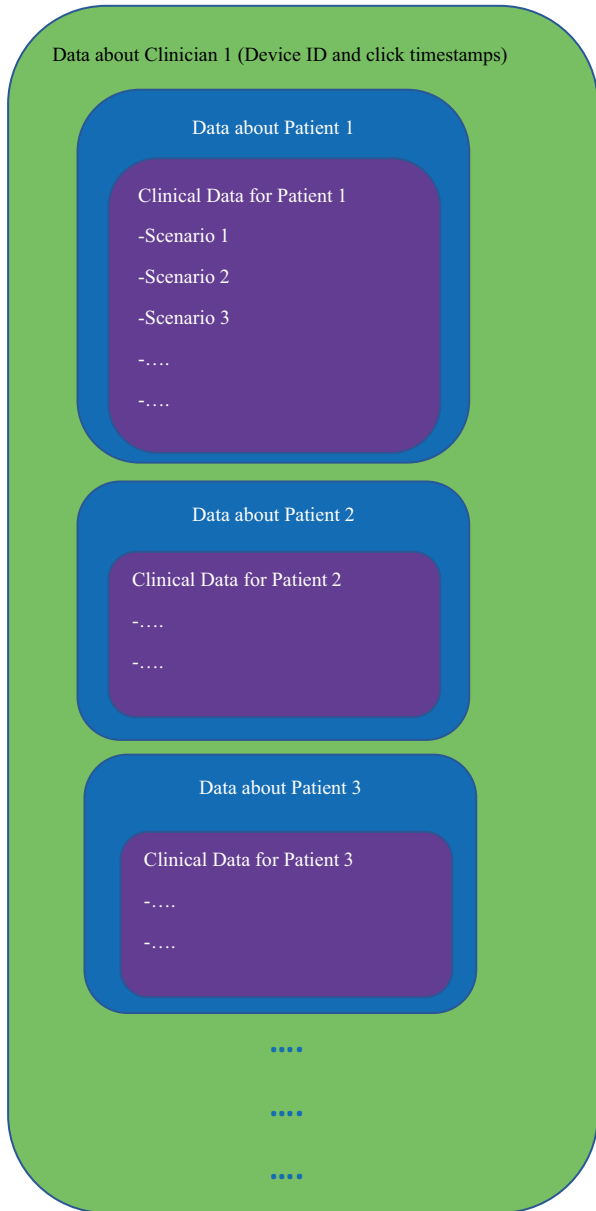 Data about Clinician 1 (Device ID and click timestamps)
Data about Patient 1
Clinical Data for Patient 1
-Scenario 1
-Scenario 2
-Scenario 3
-….
-….
Data about Patient 2
Clinical Data for Patient 2
-….
-….
Data about Patient 3
Clinical Data for Patient 3
-….
-….
….
….
….